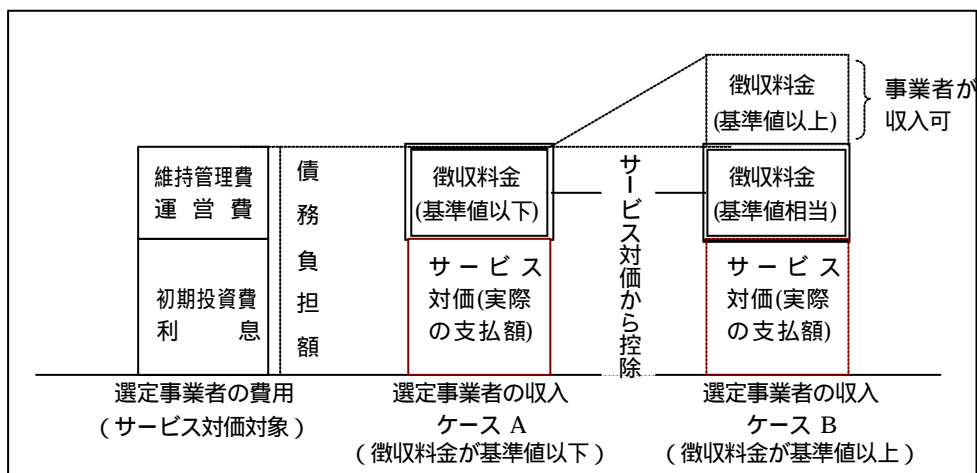 維持管理費
運営費
初期投資費
利息
債務負担額
選定事業者の費用
(サービス対価対象)
徴収料金
(基準値以下)
サービス
対価(実際
の支払額)
選定事業者の収入
ケース A
(徴収料金が基準値以下)
サービス対価から控除
徴収料金
(基準値以上)
事業者が
収入可
徴収料金
(基準値相当)
サービス
対価(実際
の支払額)
選定事業者の収入
ケース B
(徴収料金が基準値以上)